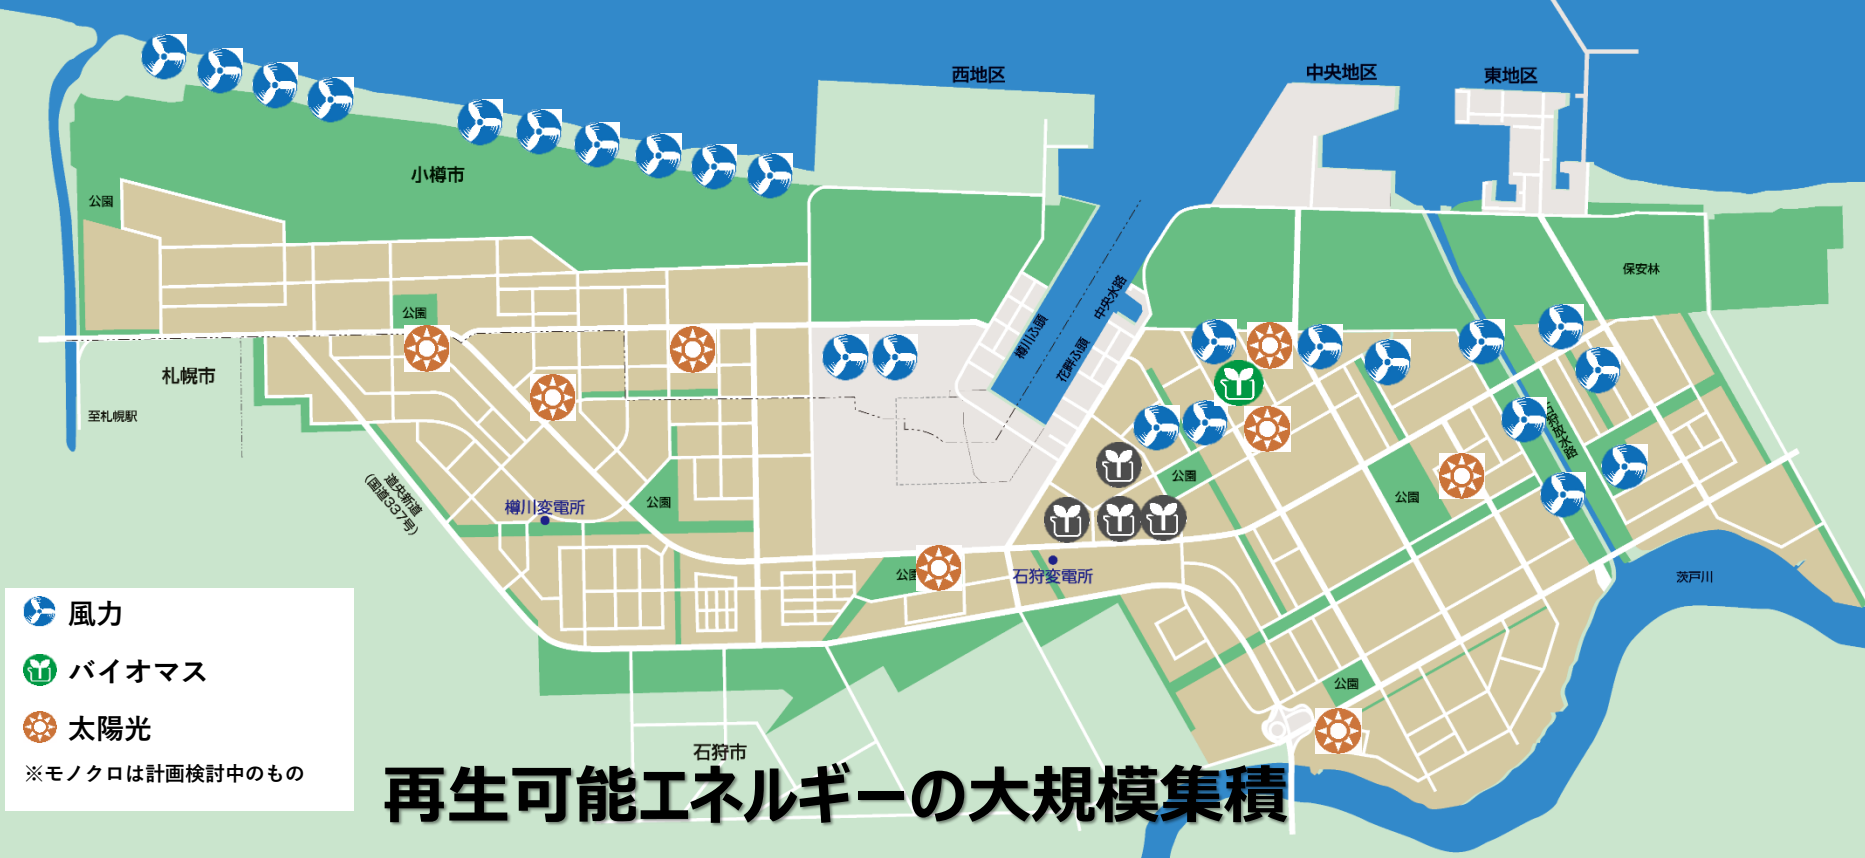 西地区
中央地区
東地区
小樽市
公園
保安林
公園
中央水路
樽川ふ頭
花畔ふ頭
札幌市
至札幌駅
道央新道
(国道337号)
樽川変電所
公園
公園
公園
石狩放水路
公園
石狩変電所
茨戸川
公園
石狩市
風力
バイオマス
太陽光
※モノクロは計画検討中のもの
再生可能エネルギーの大規模集積